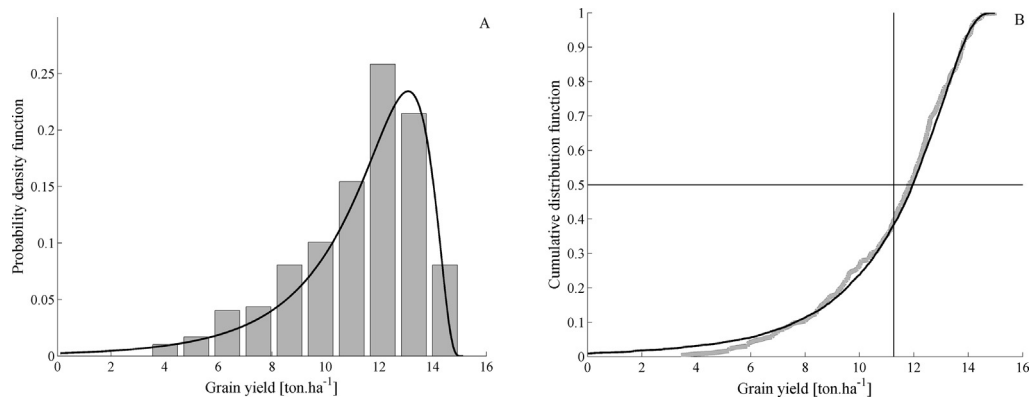 A
Probability density function
0.25
0.2
0.15
0.1
0.05
0
0 2 4 6 8 10 12 14 16
Grain yield [ton.ha⁻¹]
B
Cumulative distribution function
1
0.9
0.8
0.7
0.6
0.5
0.4
0.3
0.2
0.1
0
0 2 4 6 8 10 12 14 16
Grain yield [ton.ha⁻¹]